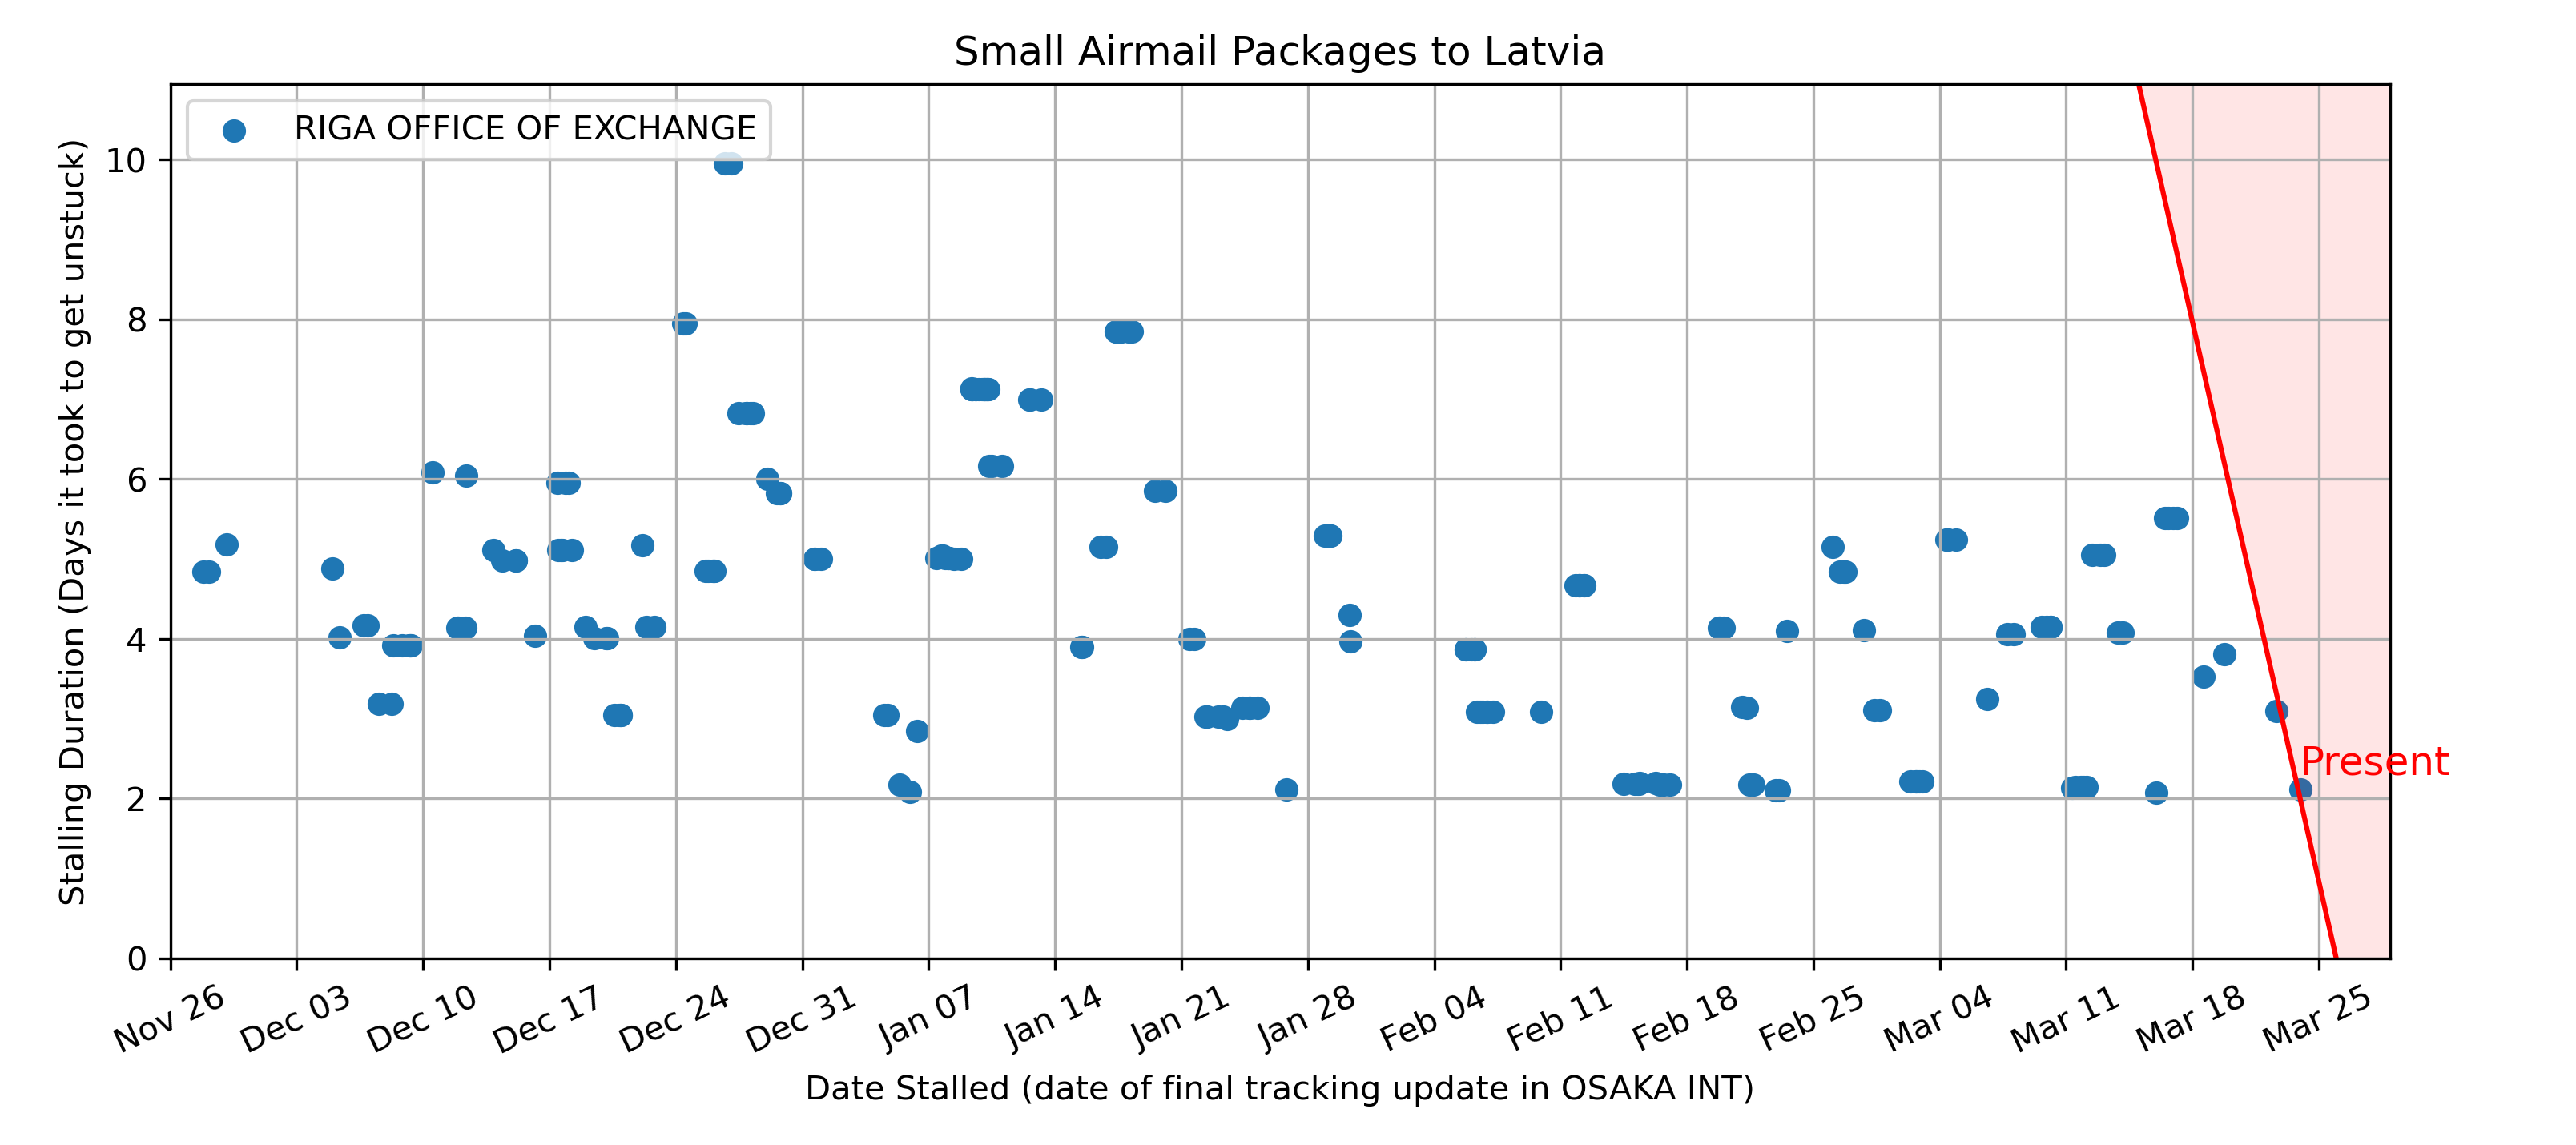 Small Airmail Packages to Latvia
RIGA OFFICE OF EXCHANGE
Stalling Duration (Days it took to get unstuck)
10
8
6
4
2
0
Present
Nov 26 Dec 03 Dec 10 Dec 17 Dec 24 Dec 31 Jan 07 Jan 14 Jan 21 Jan 28 Feb 04 Feb 11 Feb 18 Feb 25 Mar 04 Mar 11 Mar 18 Mar 25
Date Stalled (date of final tracking update in OSAKA INT)